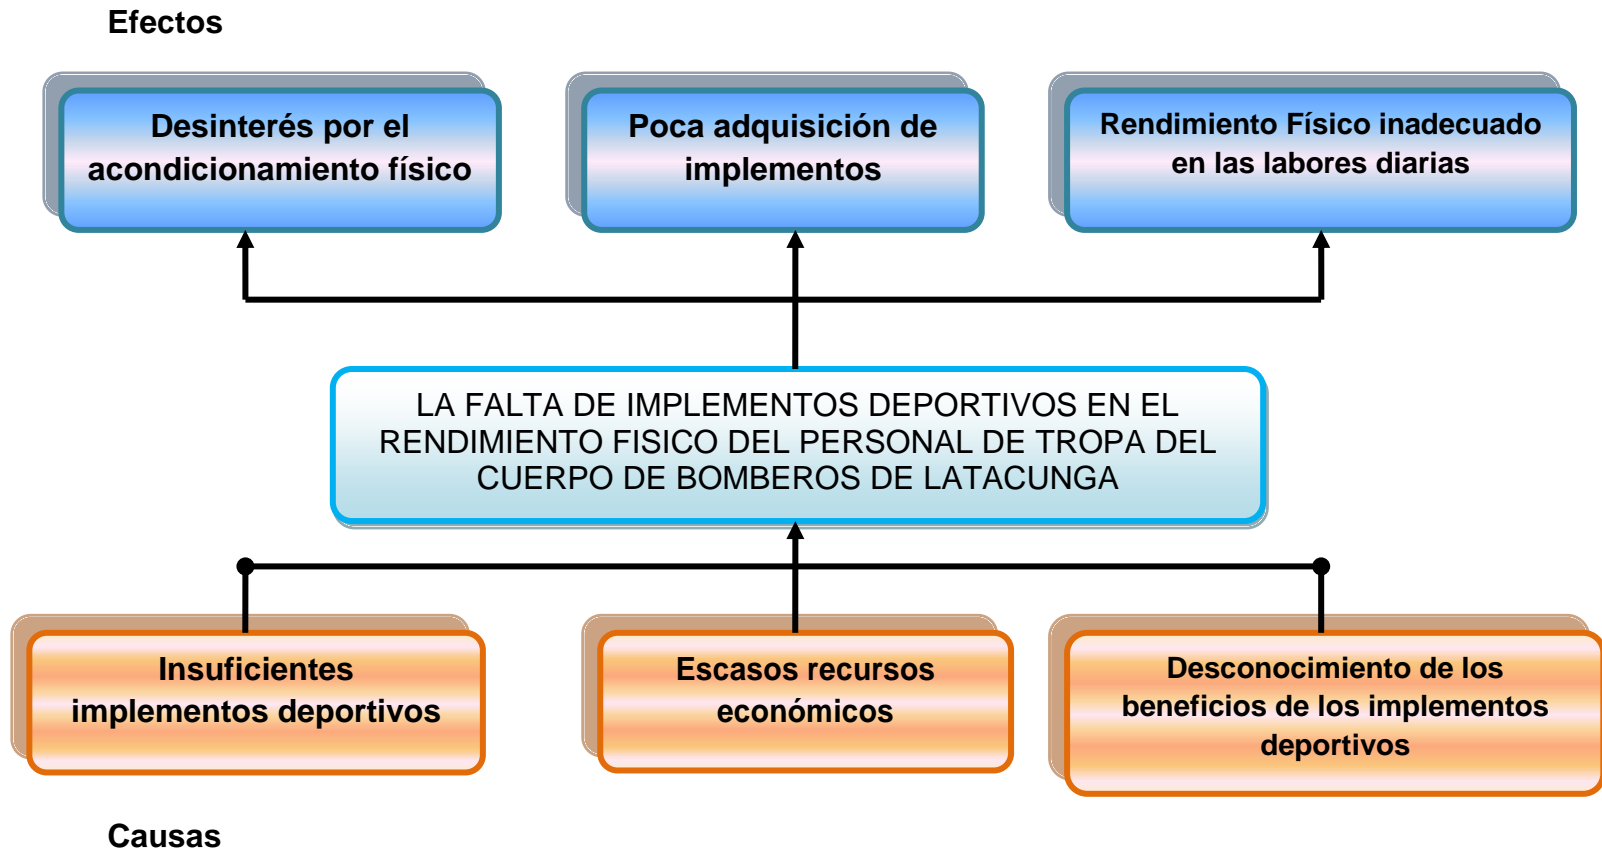 Efectos
Desinterés por el
acondicionamiento físico
Poca adquisición de
implementos
Rendimiento Físico inadecuado
en las labores diarias
LA FALTA DE IMPLEMENTOS DEPORTIVOS EN EL
RENDIMIENTO FISICO DEL PERSONAL DE TROPA DEL
CUERPO DE BOMBEROS DE LATACUNGA
Insuficientes
implementos deportivos
Escasos recursos
económicos
Desconocimiento de los
beneficios de los implementos
deportivos
Causas